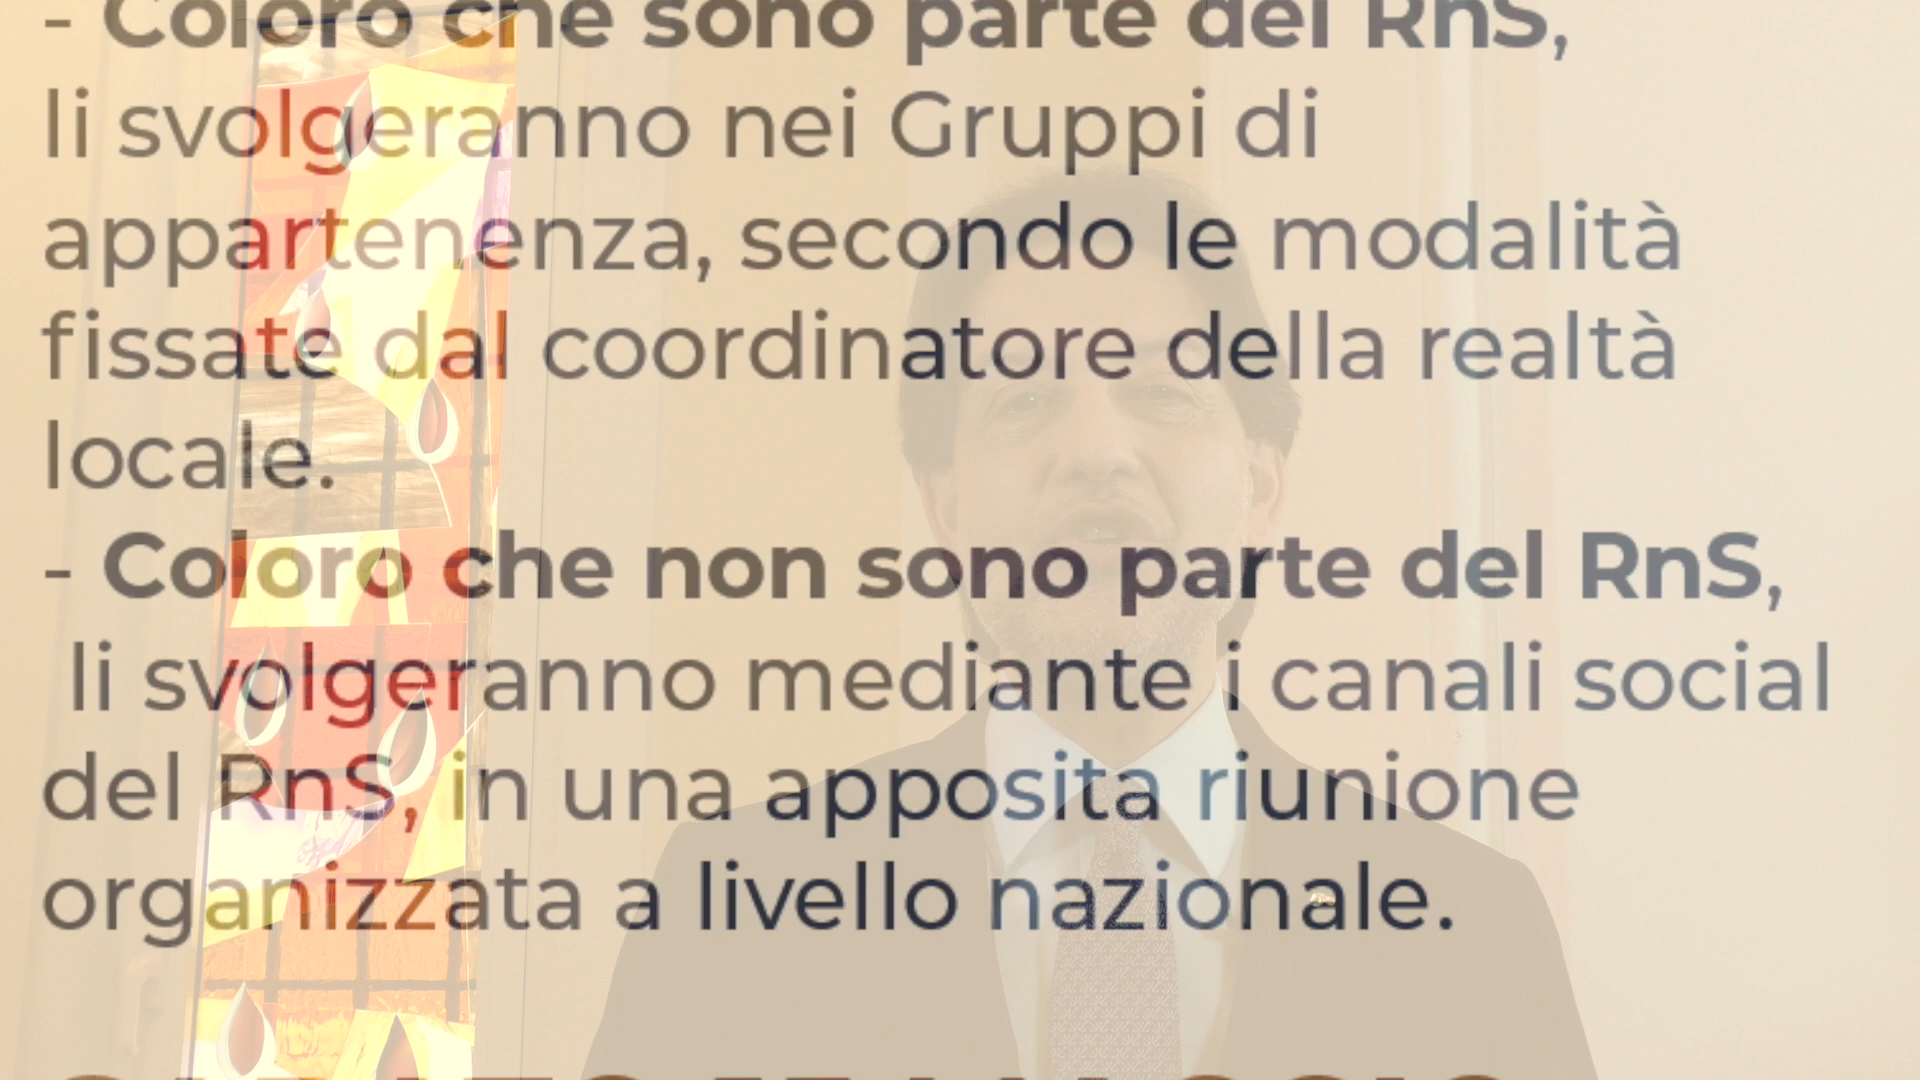 - Coloro che sono parte del RnS,
li svolgeranno nei Gruppi di
appartenenza, secondo le modalità
fissate dal coordinatore della realtà
locale.
- Coloro che non sono parte del RnS,
li svolgeranno mediante i canali social
del RnS, in una apposita riunione
organizzata a livello nazionale.